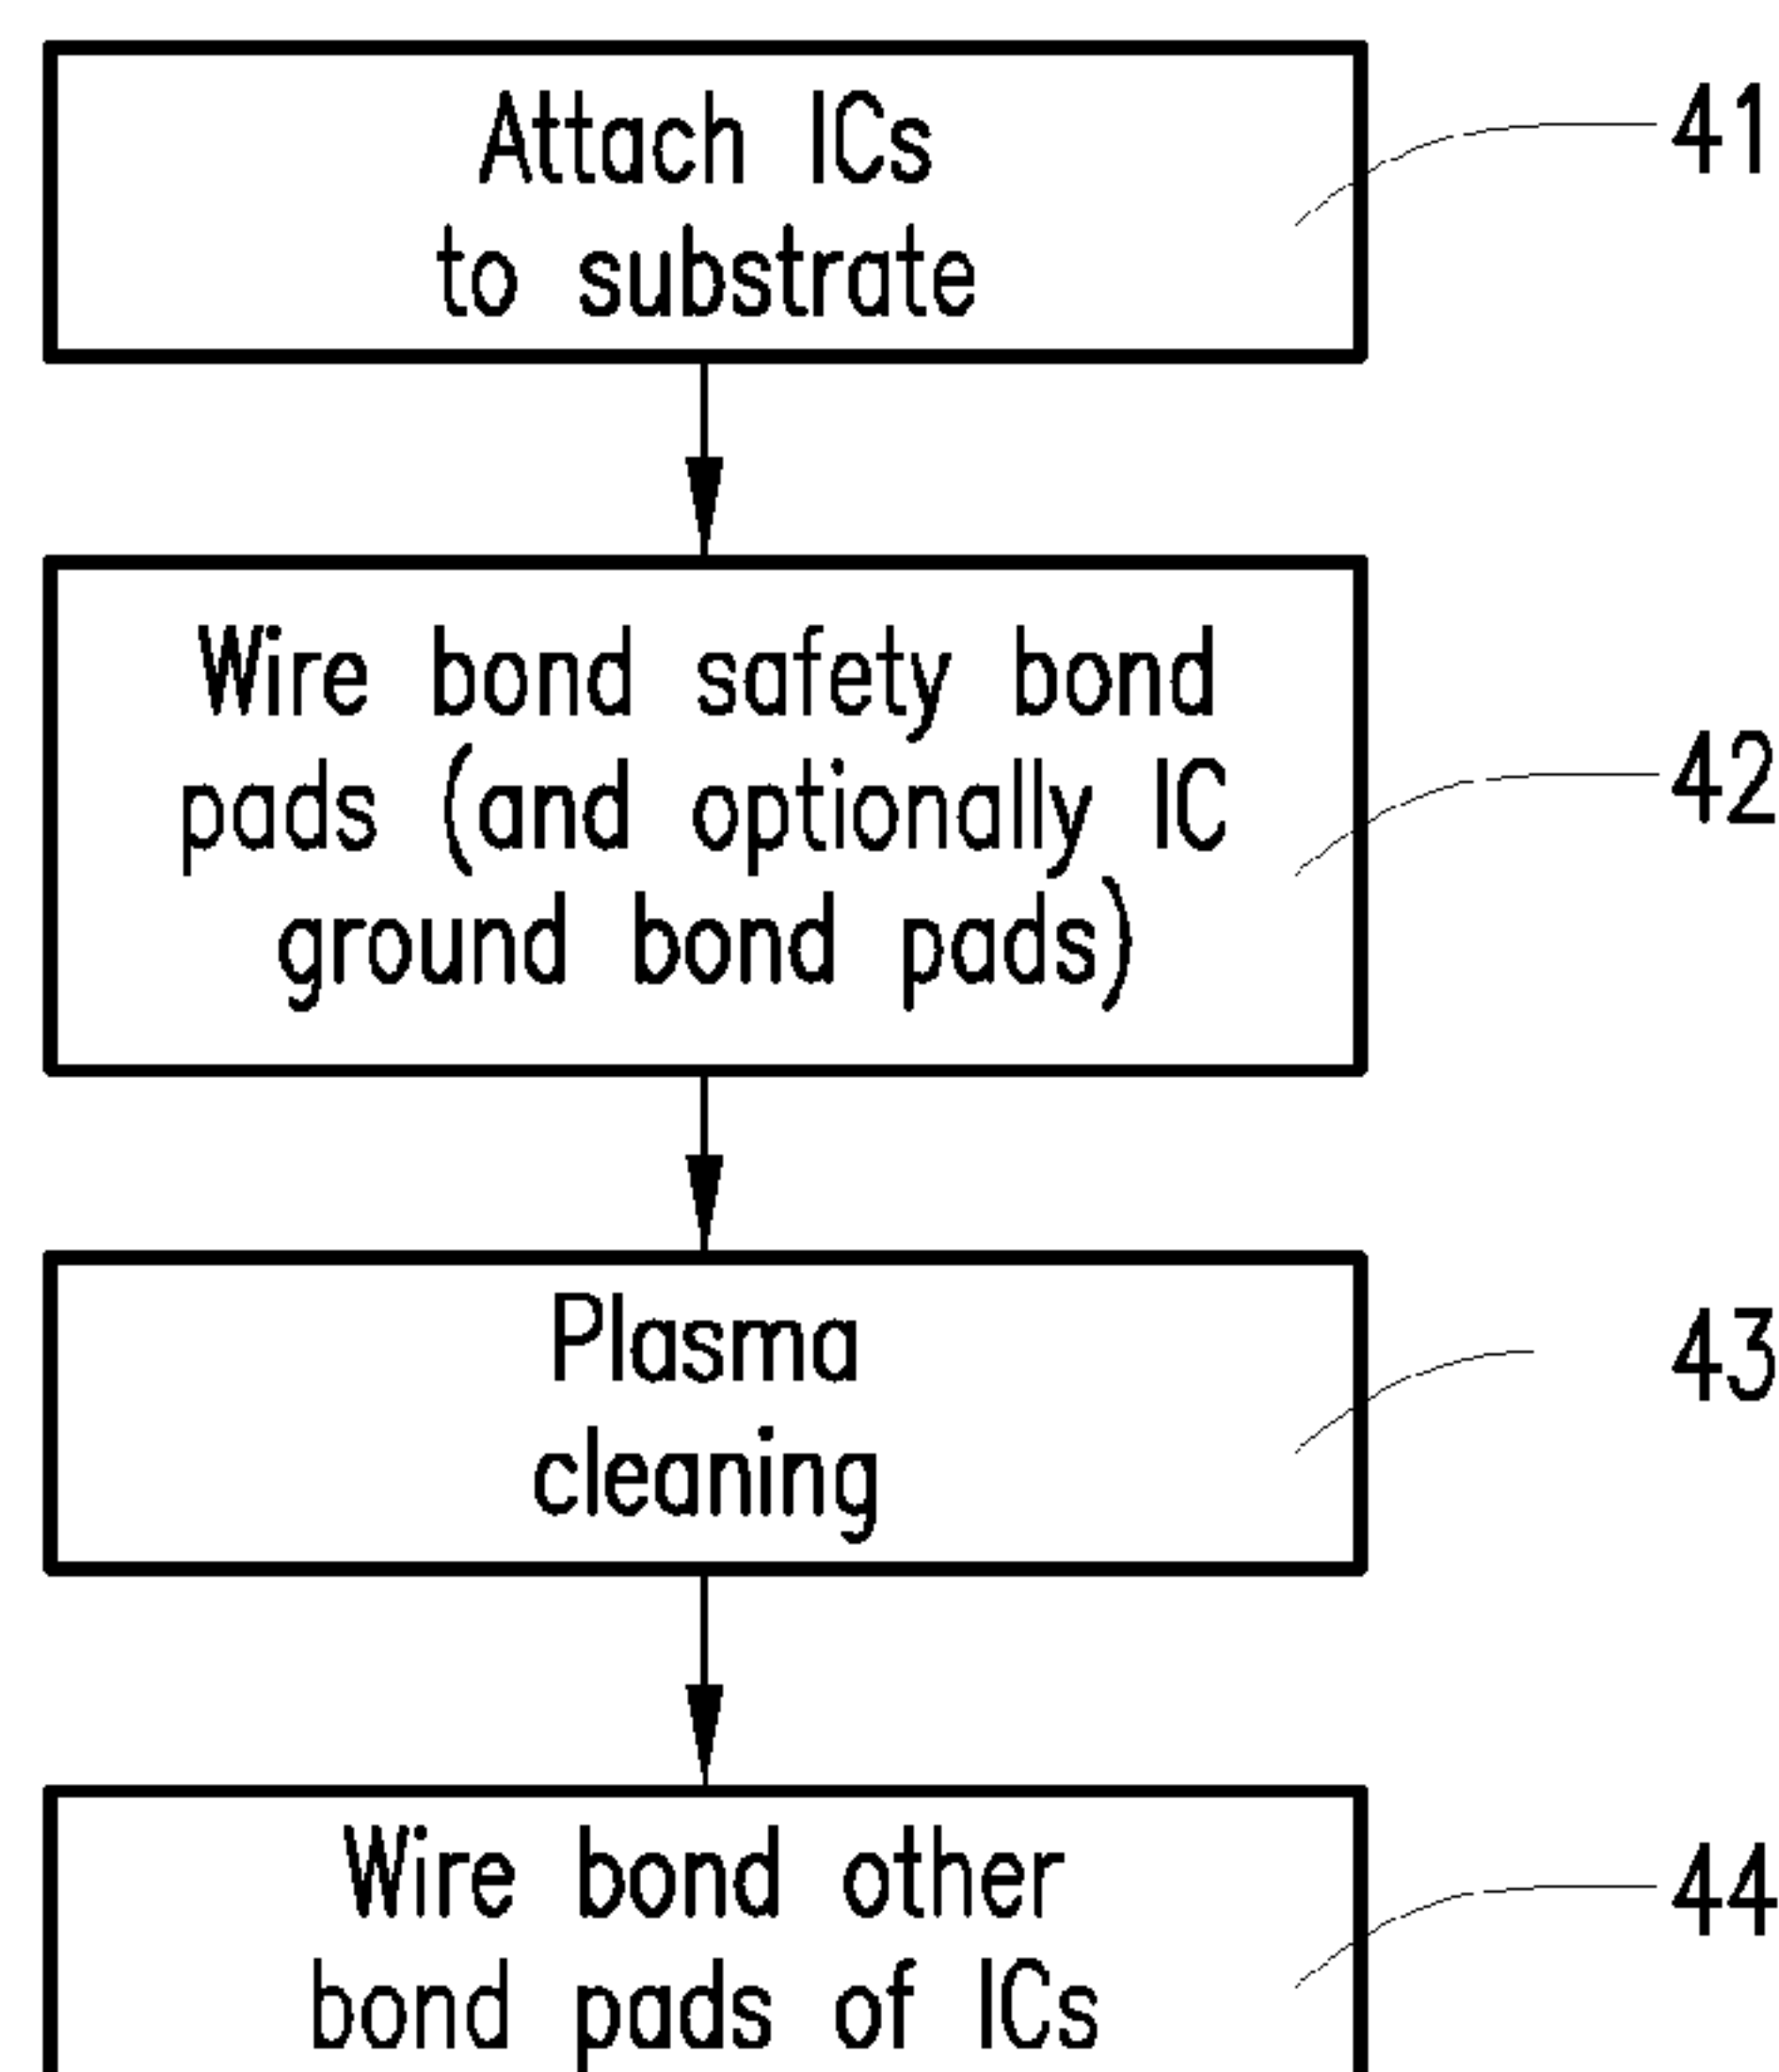 Attach ICs
to substrate
41
Wire bond safety bond
pads (and optionally IC
ground bond pads)
42
Plasma
cleaning
43
Wire bond other
bond pads of ICs
44